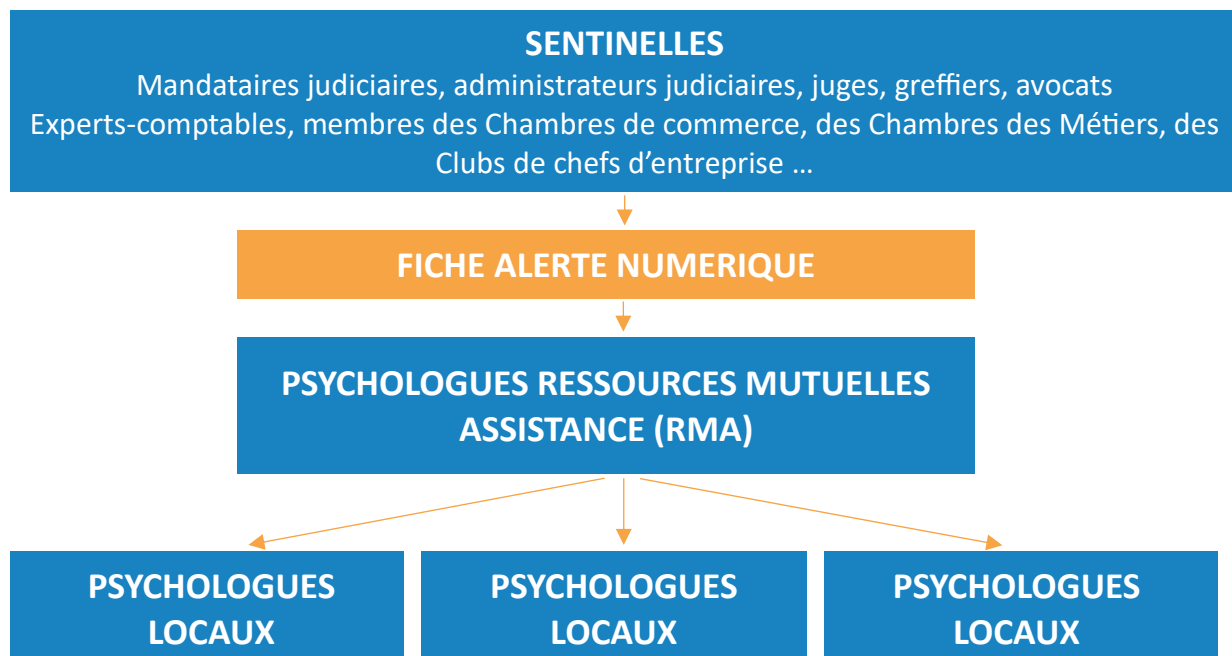 SENTINELLES
Mandataires judiciaires, administrateurs judiciaires, juges, greffiers, avocats
Experts-comptables, membres des Chambres de commerce, des Chambres des Métiers, des
Clubs de chefs d’entreprise ...
FICHE ALERTE NUMERIQUE
PSYCHOLOGUES RESSOURCES MUTUELLES
ASSISTANCE (RMA)
PSYCHOLOGUES
LOCAUX
PSYCHOLOGUES
LOCAUX
PSYCHOLOGUES
LOCAUX